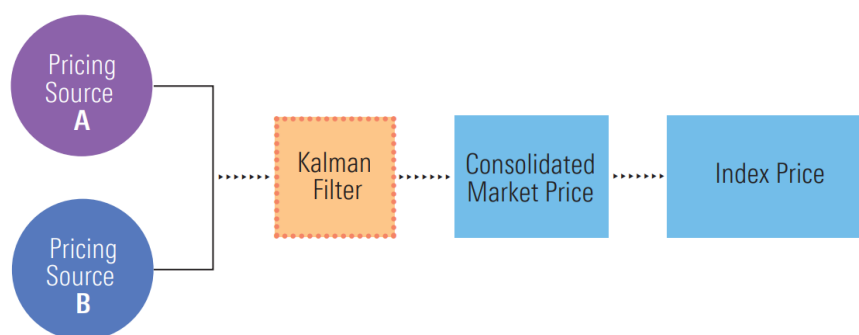 Pricing
Source
A
Kalman
Filter
Consolidated
Market Price
Index Price
Pricing
Source
B